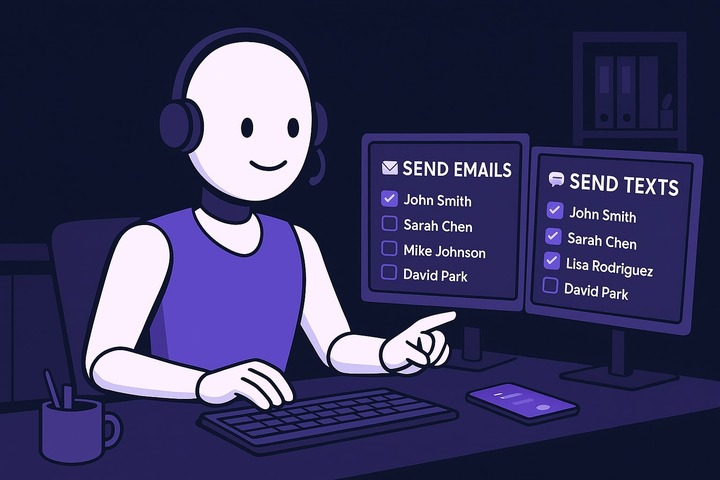 SEND EMAILS
John Smith
Sarah Chen
Mike Johnson
David Park
SEND TEXTS
John Smith
Sarah Chen
Lisa Rodriguez
David Park